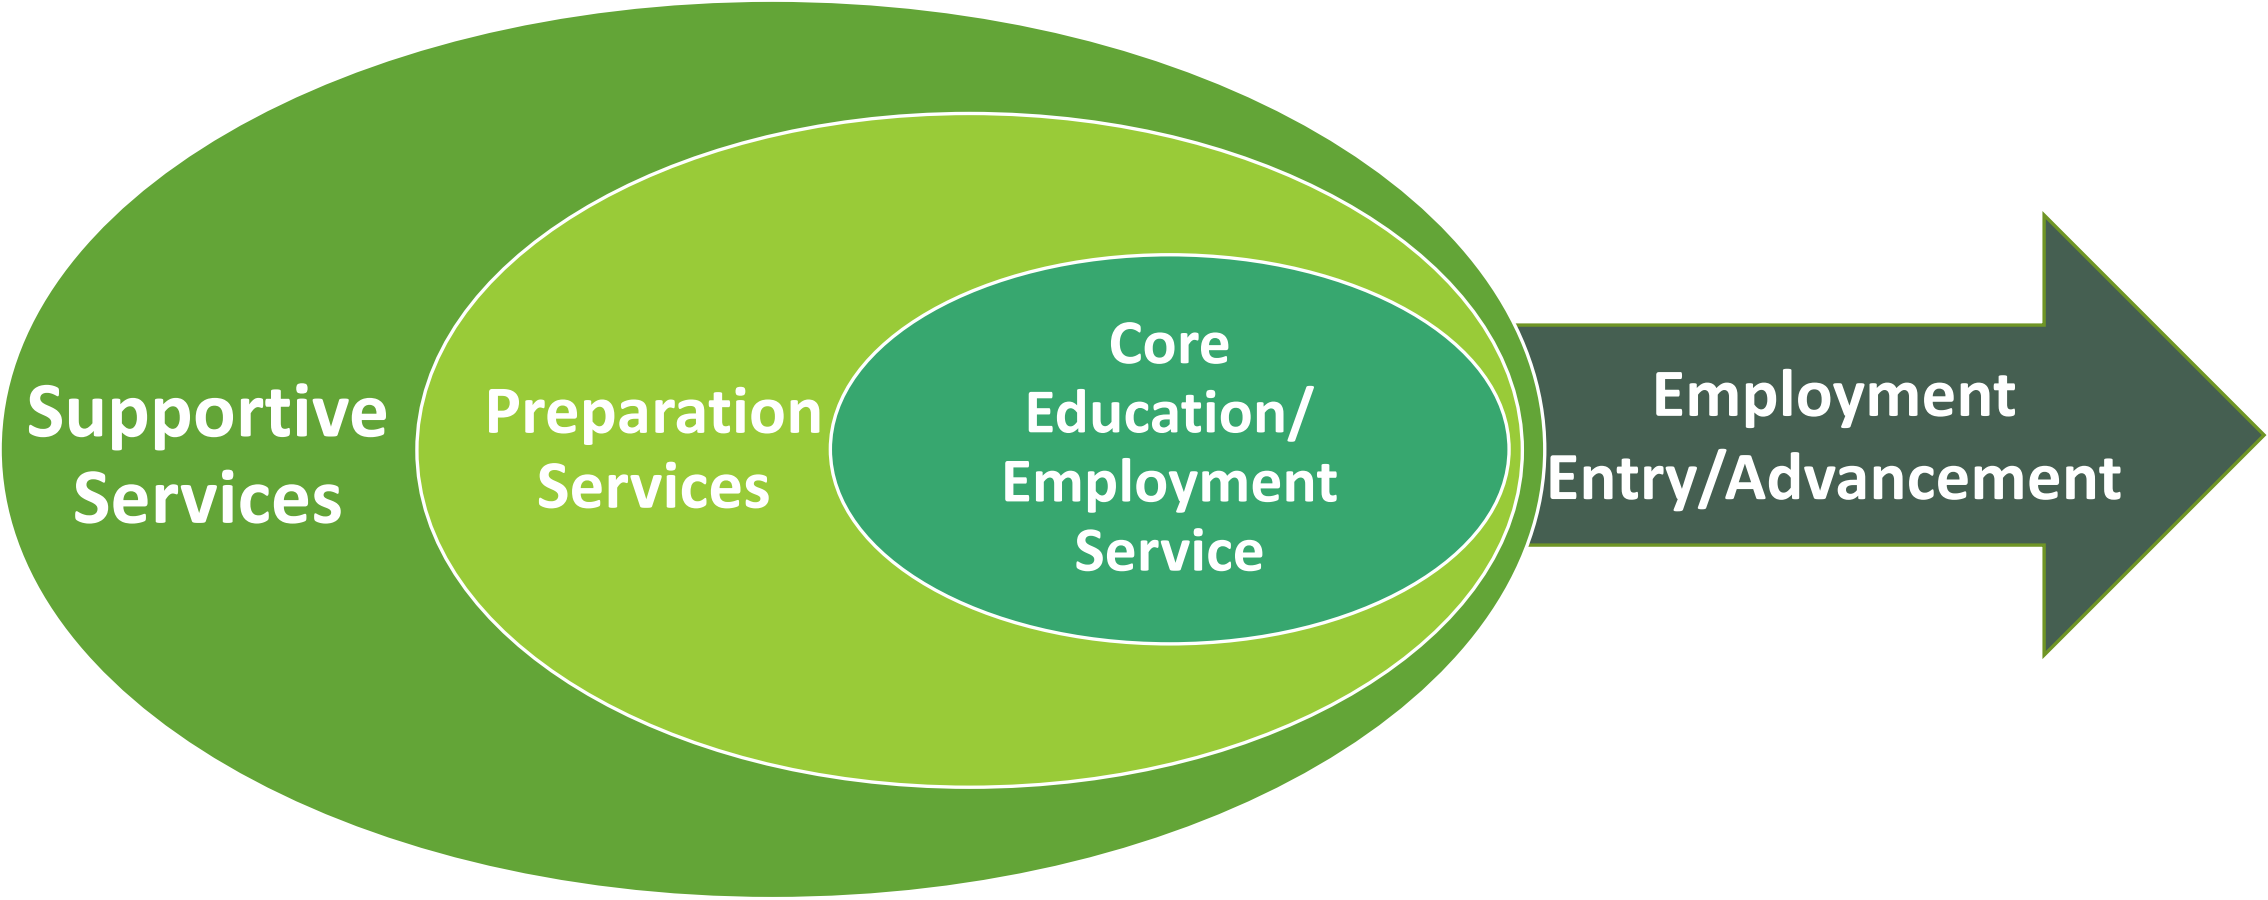 Supportive
Services
Preparation
Services
Core
Education/
Employment
Service
Employment
Entry/Advancement